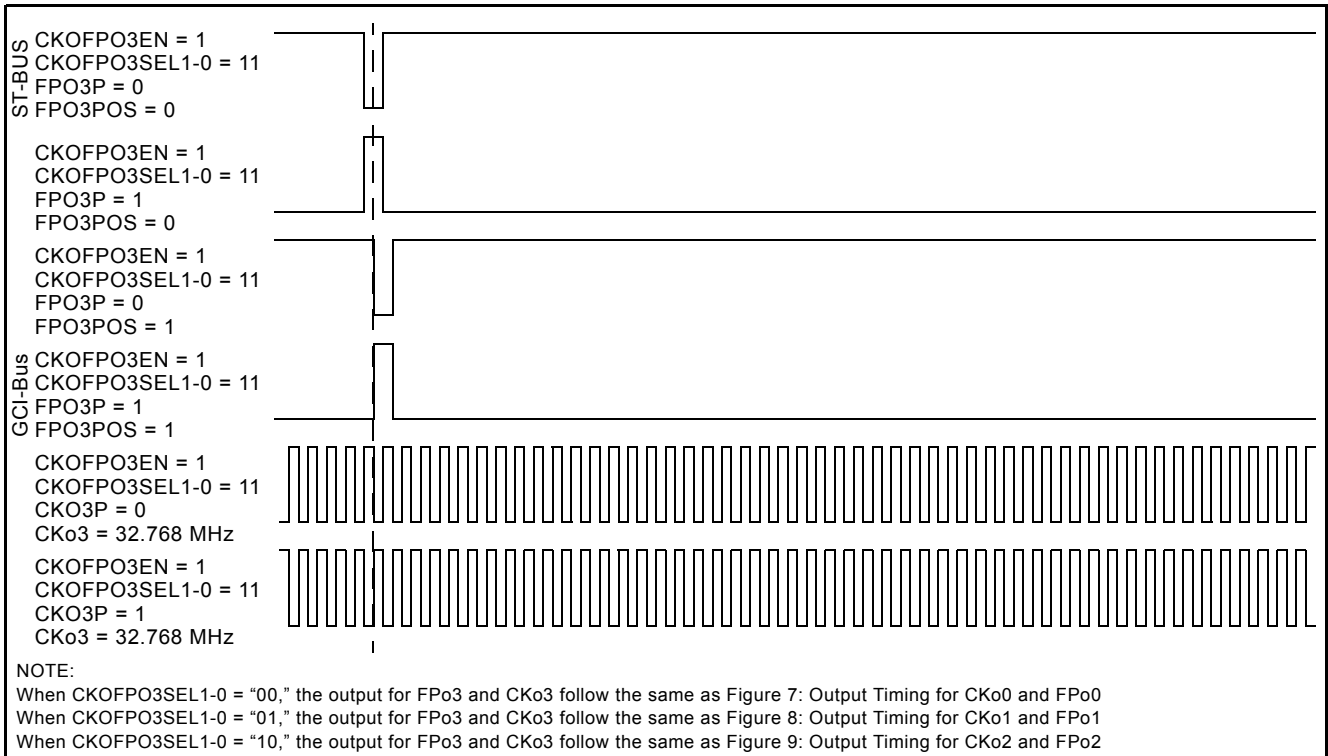 ST-BUS
CKOFPO3EN = 1
CKOFPO3SEL1-0 = 11
FPO3P = 0
FPO3POS = 0
CKOFPO3EN = 1
CKOFPO3SEL1-0 = 11
FPO3P = 1
FPO3POS = 0
CKOFPO3EN = 1
CKOFPO3SEL1-0 = 11
FPO3P = 0
FPO3POS = 1
GCI-Bus
CKOFPO3EN = 1
CKOFPO3SEL1-0 = 11
FPO3P = 1
FPO3POS = 1
CKOFPO3EN = 1
CKOFPO3SEL1-0 = 11
CKO3P = 0
CKo3 = 32.768 MHz
CKOFPO3EN = 1
CKOFPO3SEL1-0 = 11
CKO3P = 1
CKo3 = 32.768 MHz
NOTE:
When CKOFPO3SEL1-0 = “00,” the output for FPo3 and CKo3 follow the same as Figure 7: Output Timing for CKo0 and FPo0
When CKOFPO3SEL1-0 = “01,” the output for FPo3 and CKo3 follow the same as Figure 8: Output Timing for CKo1 and FPo1
When CKOFPO3SEL1-0 = “10,” the output for FPo3 and CKo3 follow the same as Figure 9: Output Timing for CKo2 and FPo2